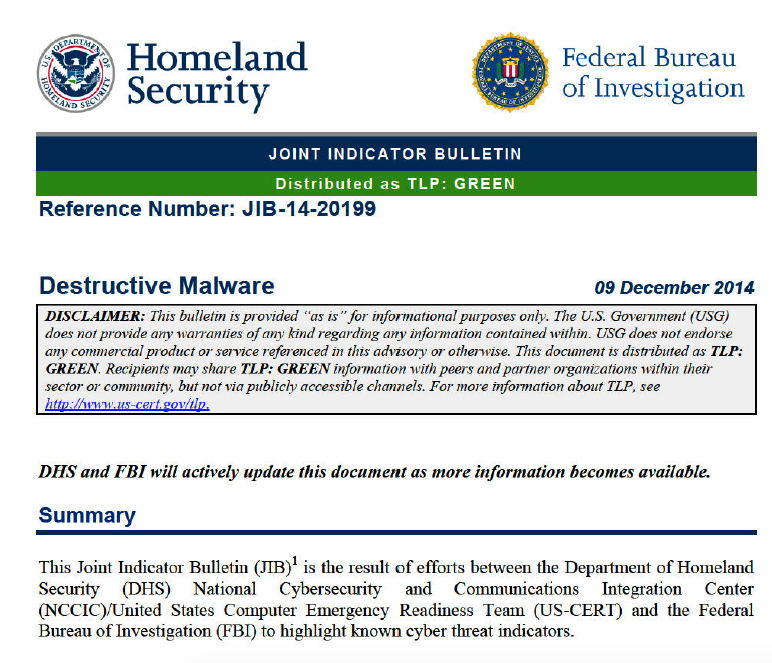 Homeland
Security
Federal Bureau
of Investigation
JOINT INDICATOR BULLETIN
Distributed as TLP: GREEN
Reference Number: JIB-14-20199
Destructive Malware
09 December 2014
DISCLAIMER: This bulletin is provided “as is” for informational purposes only. The U.S. Government (USG)
does not provide any warranties of any kind regarding any information contained within. USG does not endorse
any commercial product or service referenced in this advisory or otherwise. This document is distributed as TLP:
GREEN. Recipients may share TLP: GREEN information with peers and partner organizations within their
sector or community, but not via publicly accessible channels. For more information about TLP, see
http://www.us-cert.gov/tlp.
DHS and FBI will actively update this document as more information becomes available.
Summary
This Joint Indicator Bulletin (JIB)1 is the result of efforts between the Department of Homeland
Security (DHS) National Cybersecurity and Communications Integration Center
(NCCIC)/United States Computer Emergency Readiness Team (US-CERT) and the Federal
Bureau of Investigation (FBI) to highlight known cyber threat indicators.